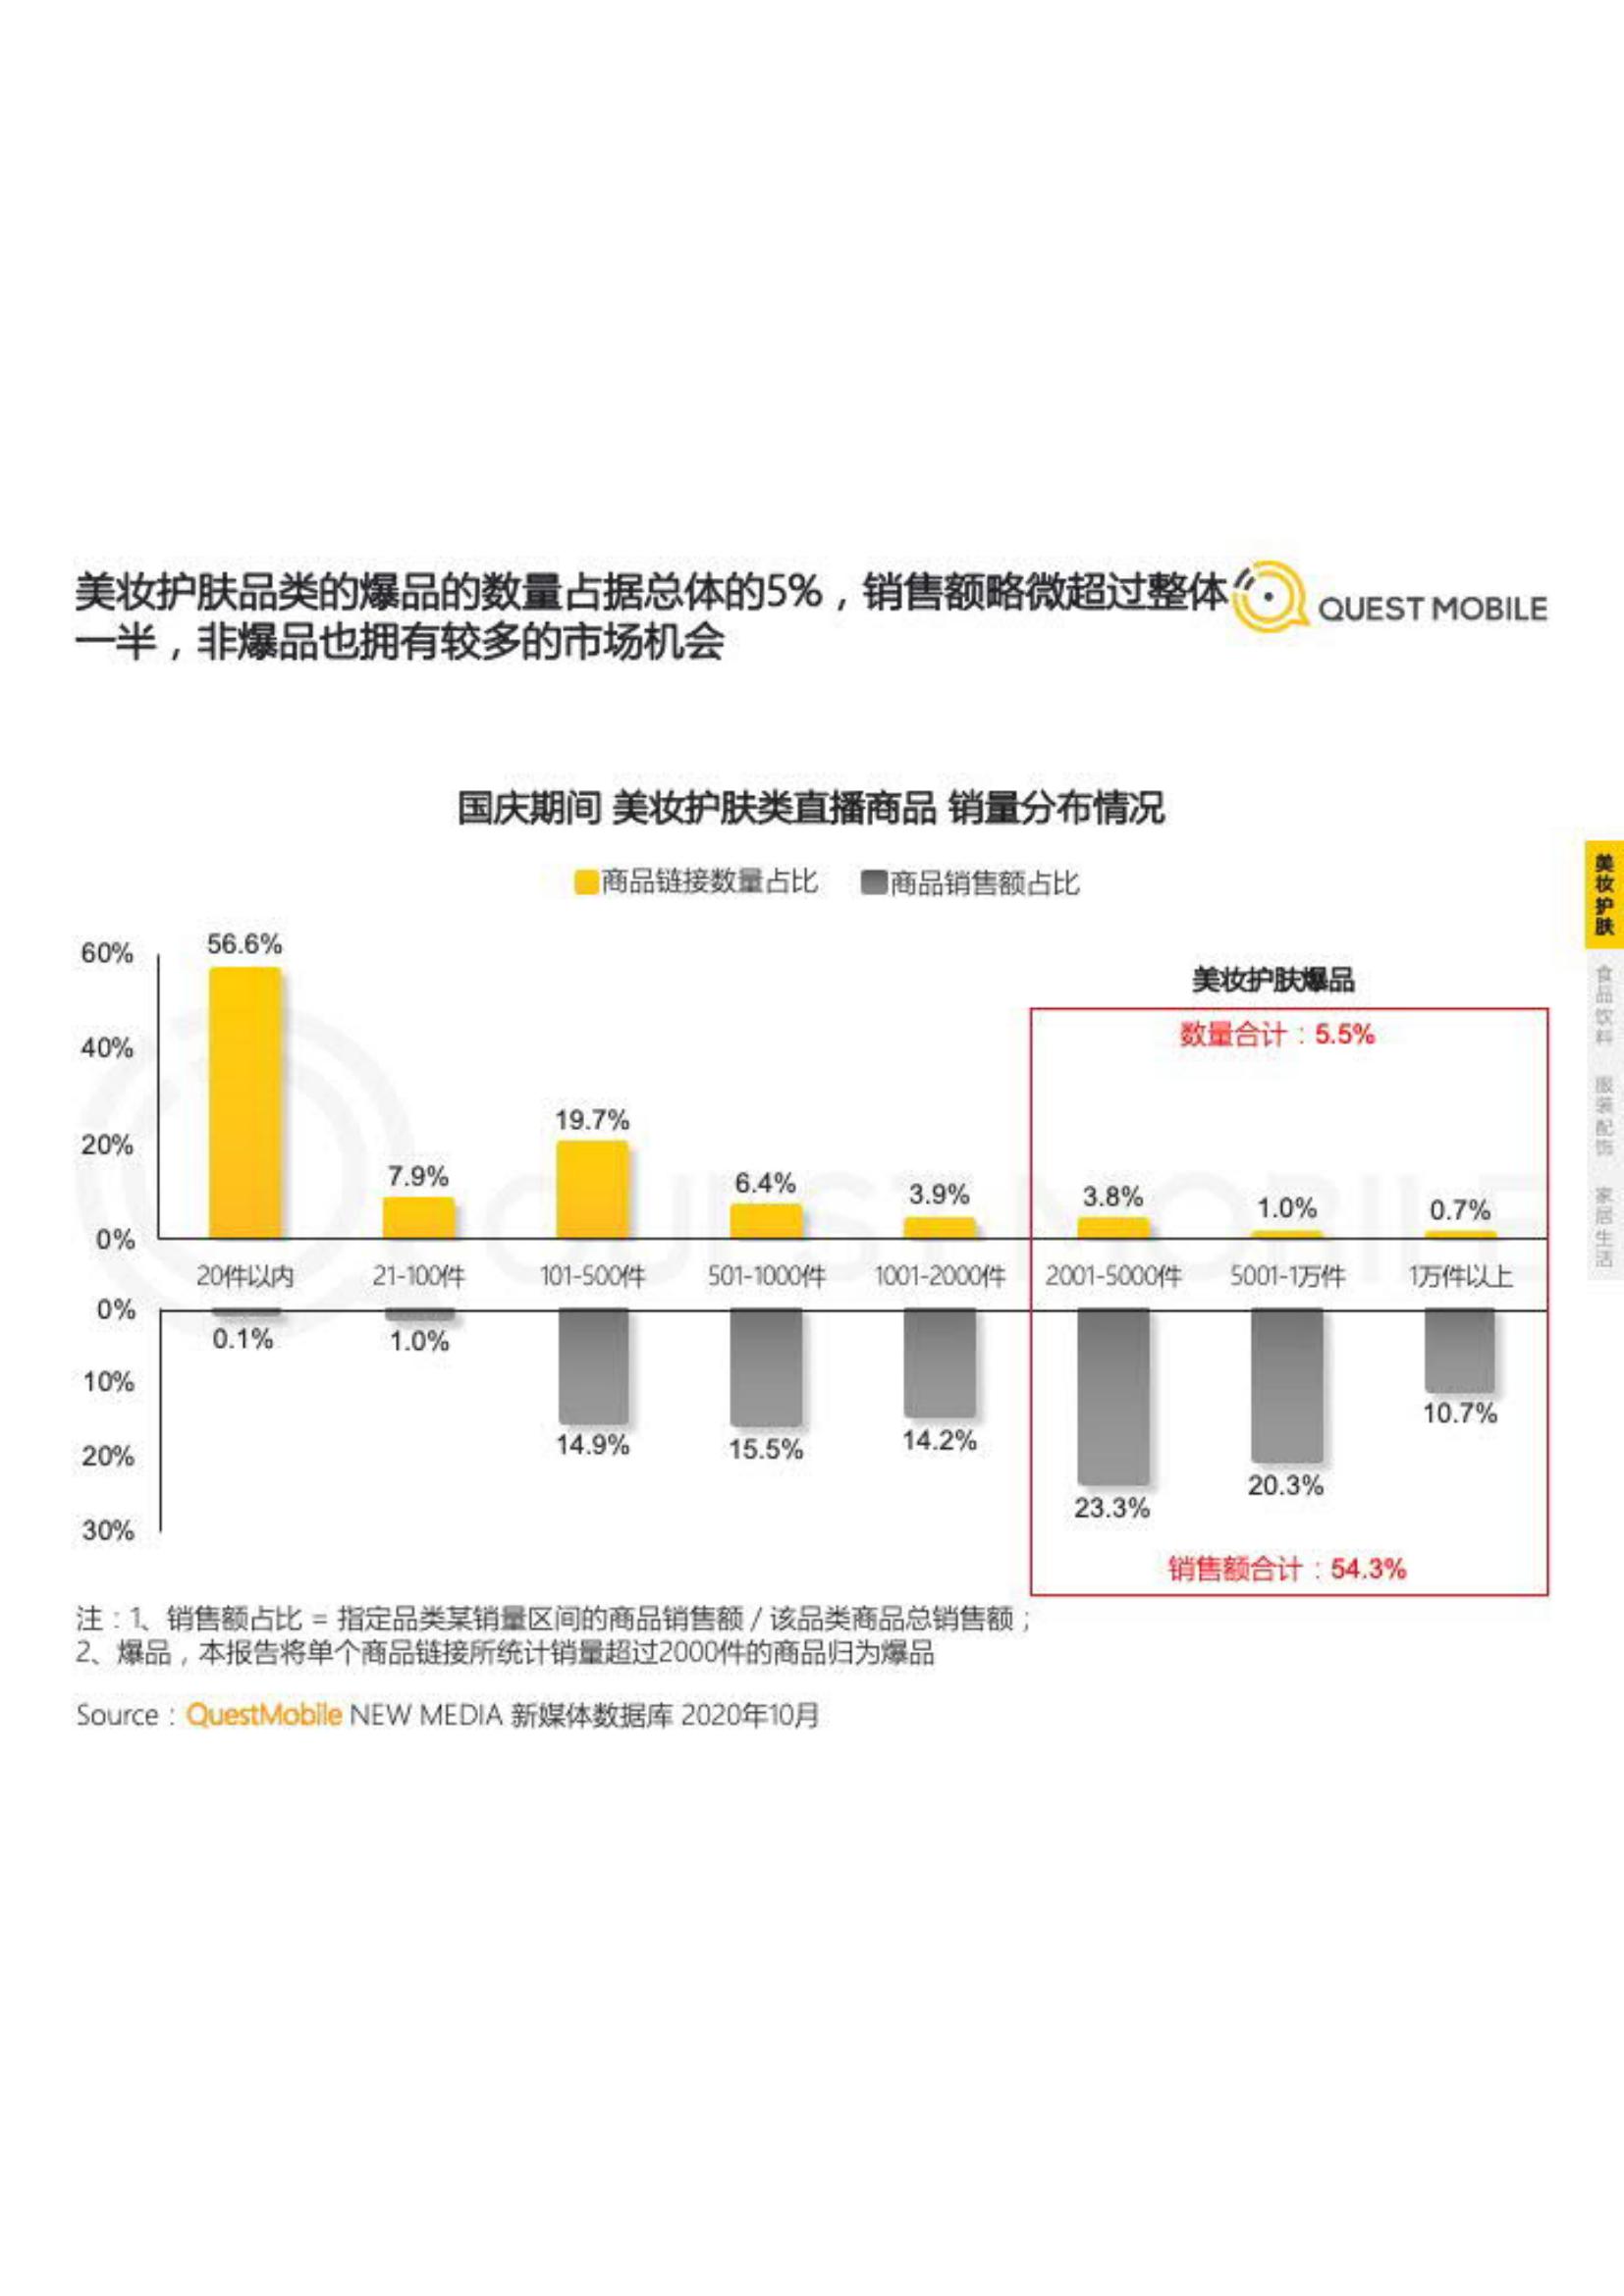 美妆护肤品类的爆品的数量占据总体的5%，销售额略微超过整体
一半，非爆品也拥有较多的市场机会
QUEST MOBILE
国庆期间 美妆护肤类直播商品 销量分布情况
商品链接数量占比 商品销售额占比
美妆护肤
食品饮料
服装配饰
家居生活
60%
40%
20%
0%
56.6%
7.9%
19.7%
6.4%
3.9%
3.8%
1.0%
0.7%
美妆护肤爆品
数量合计：5.5%
20件以内 21-100件 101-500件 501-1000件 1001-2000件 2001-5000件 5001-1万件 1万件以上
0%
10%
20%
30%
0.1%
1.0%
14.9%
15.5%
14.2%
23.3%
20.3%
10.7%
销售额合计：54.3%
注：1、销售额占比 = 指定品类某销量区间的商品销售额 / 该品类商品总销售额；
2、爆品，本报告将单个商品链接所统计销量超过2000件的商品归为爆品
Source：QuestMobile NEW MEDIA 新媒体数据库 2020年10月
QUEST MOBILE